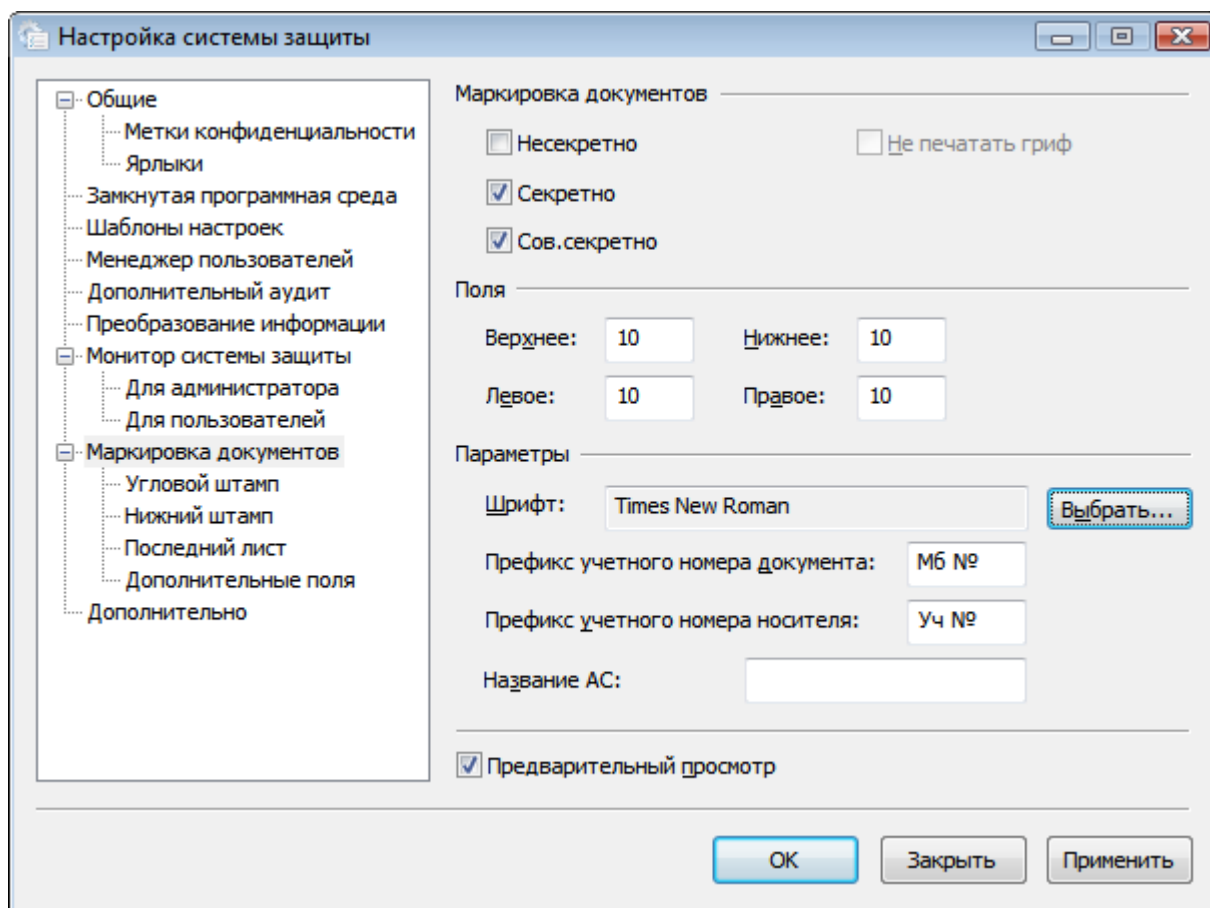 Настройка системы защиты
Общие
Метки конфиденциальности
Ярлыки
Замкнутая программная среда
Шаблоны настроек
Менеджер пользователей
Дополнительный аудит
Преобразование информации
Монитор системы защиты
Для администратора
Для пользователей
Маркировка документов
Угловой штамп
Нижний штамп
Последний лист
Дополнительные поля
Дополнительно
Маркировка документов
Несекретно Не печатать гриф
Секретно
Сов.секретно
Поля
Верхнее: 10 Нижнее: 10
Левое: 10 Правое: 10
Параметры
Шрифт: Times New Roman Выбрать...
Префикс учетного номера документа: Мб №
Префикс учетного номера носителя: Уч №
Название АС:
Предварительный просмотр
OK Закрыть Применить